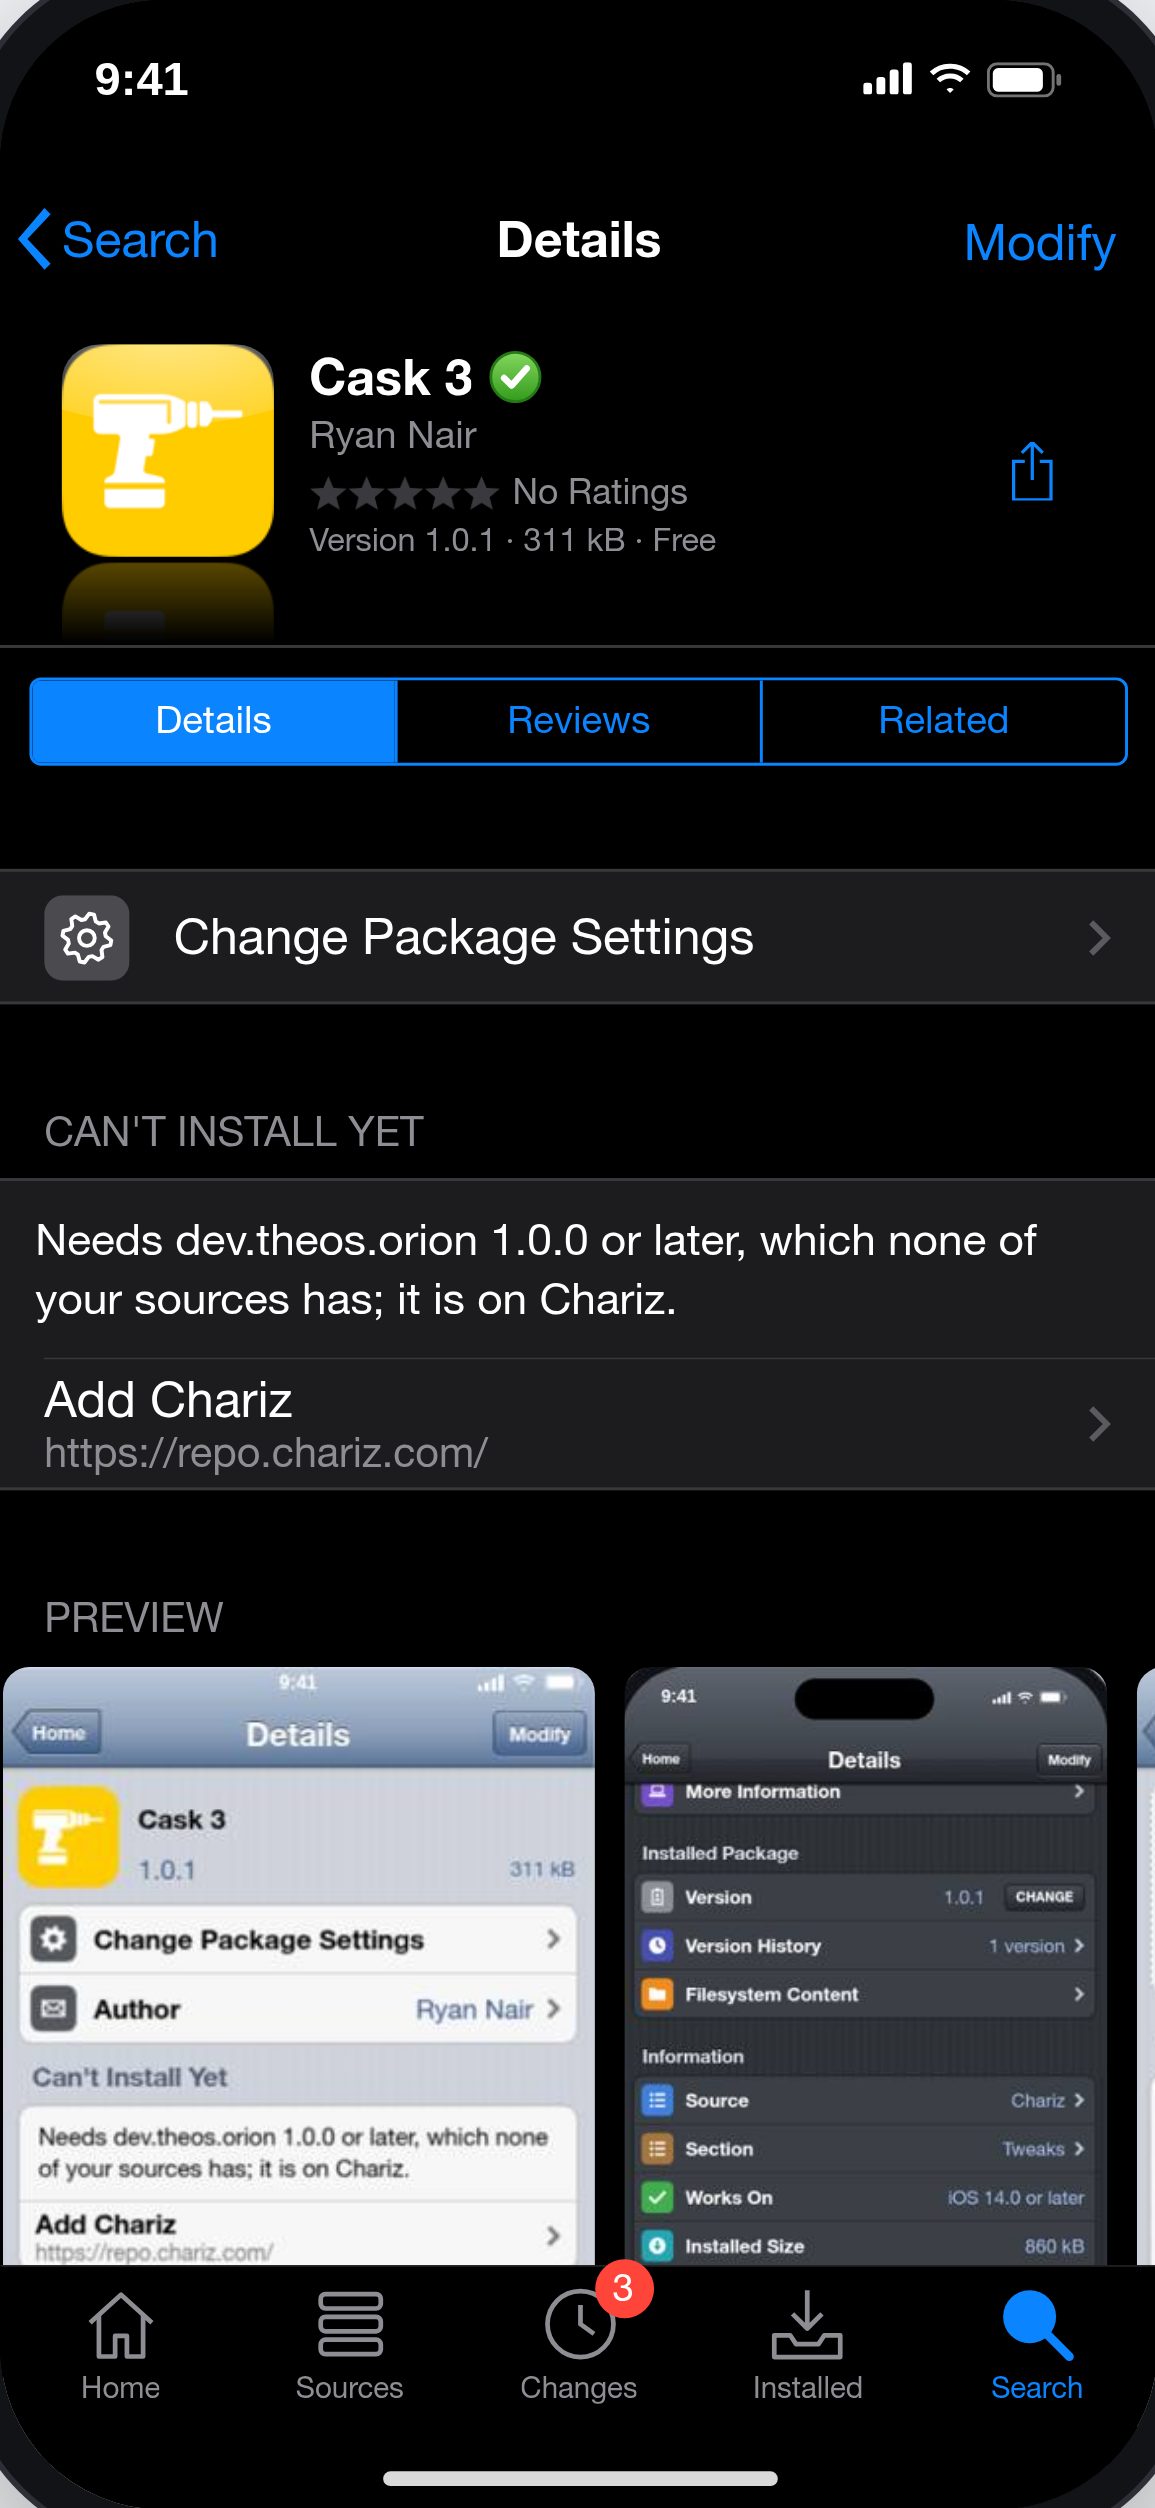 9:41
Search
Details
Modify
Cask 3
Ryan Nair
No Ratings
Version 1.0.1 · 311 kB · Free
Details
Reviews
Related
Change Package Settings
CAN'T INSTALL YET
Needs dev.theos.orion 1.0.0 or later, which none of
your sources has; it is on Chariz.
Add Chariz
https://repo.chariz.com/
PREVIEW
9:41
Home
Details
Modify
Cask 3
1.0.1
311 kB
Change Package Settings
Author
Ryan Nair
Can't Install Yet
Needs dev.theos.orion 1.0.0 or later, which none
of your sources has; it is on Chariz.
Add Chariz
https://repo.chariz.com/
9:41
Home
Details
Modify
More Information
Installed Package
Version
1.0.1
CHANGE
Version History
1 version
Filesystem Content
Information
Source
Chariz
Section
Tweaks
Works On
iOS 14.0 or later
Installed Size
860 kB
3
Home
Sources
Changes
Installed
Search